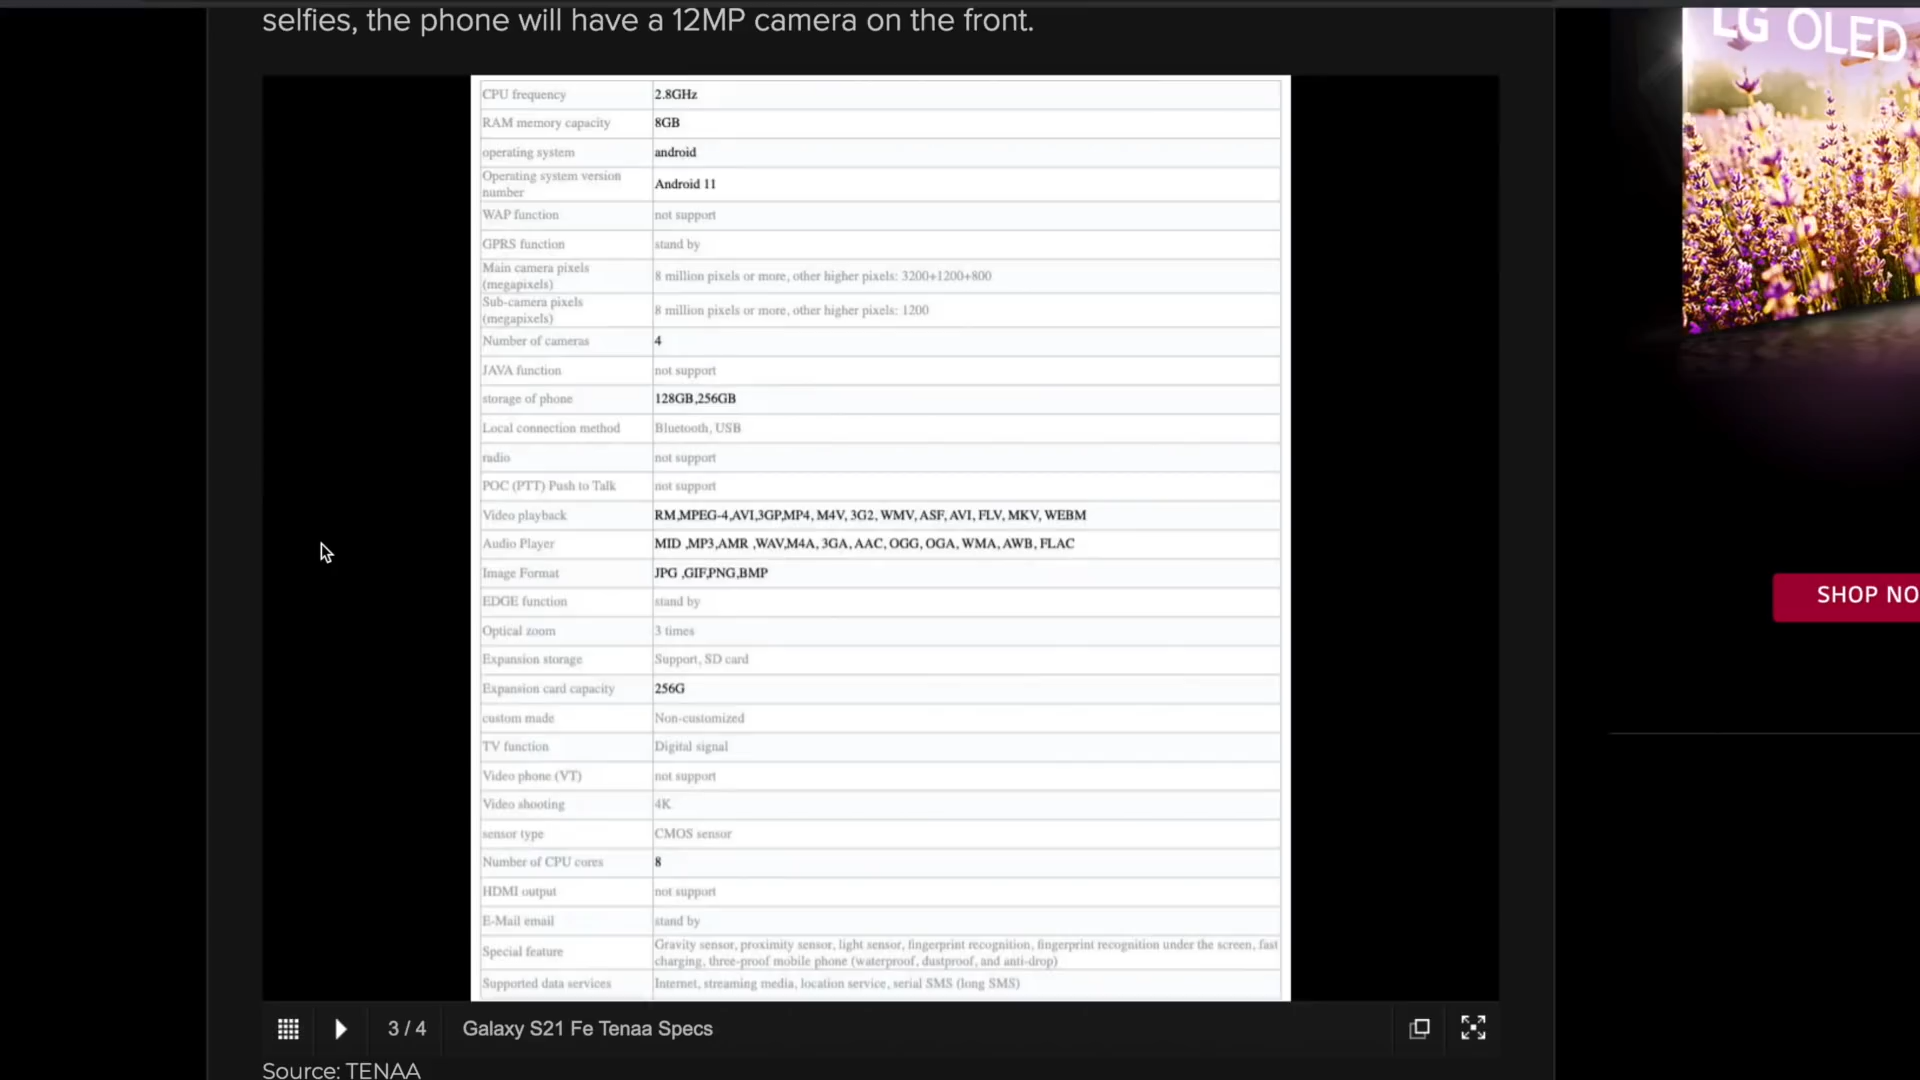 selfies, the phone will have a 12MP camera on the front.
CPU frequency 2.8GHz
RAM memory capacity 8GB
operating system android
Operating system version number Android 11
WAP function not support
GPRS function stand by
Main camera pixels (megapixels) 8 million pixels or more, other higher pixels: 3200+1200+800
Sub-camera pixels (megapixels) 8 million pixels or more, other higher pixels: 1200
Number of cameras 4
JAVA function not support
storage of phone 128GB,256GB
Local connection method Bluetooth, USB
radio not support
POC (PTT) Push to Talk not support
Video playback RM,MPEG-4,AVI,3GP,MP4, M4V, 3G2, WMV, ASF, AVI, FLV, MKV, WEBM
Audio Player MID ,MP3,AMR ,WAV,M4A, 3GA, AAC, OGG, OGA, WMA, AWB, FLAC
Image Format JPG ,GIF,PNG,BMP
EDGE function stand by
Optical zoom 3 times
Expansion storage Support, SD card
Expansion card capacity 256G
custom made Non-customized
TV function Digital signal
Video phone (VT) not support
Video shooting 4K
sensor type CMOS sensor
Number of CPU cores 8
HDMI output not support
E-Mail email stand by
Special feature Gravity sensor, proximity sensor, light sensor, fingerprint recognition, fingerprint recognition under the screen, fast
charging, three-proof mobile phone (waterproof, dustproof, and anti-drop)
Supported data services Internet, streaming media, location service, serial SMS (long SMS)
3 / 4 Galaxy S21 Fe Tenaa Specs
Source: TENAA
LG OLED
SHOP NO